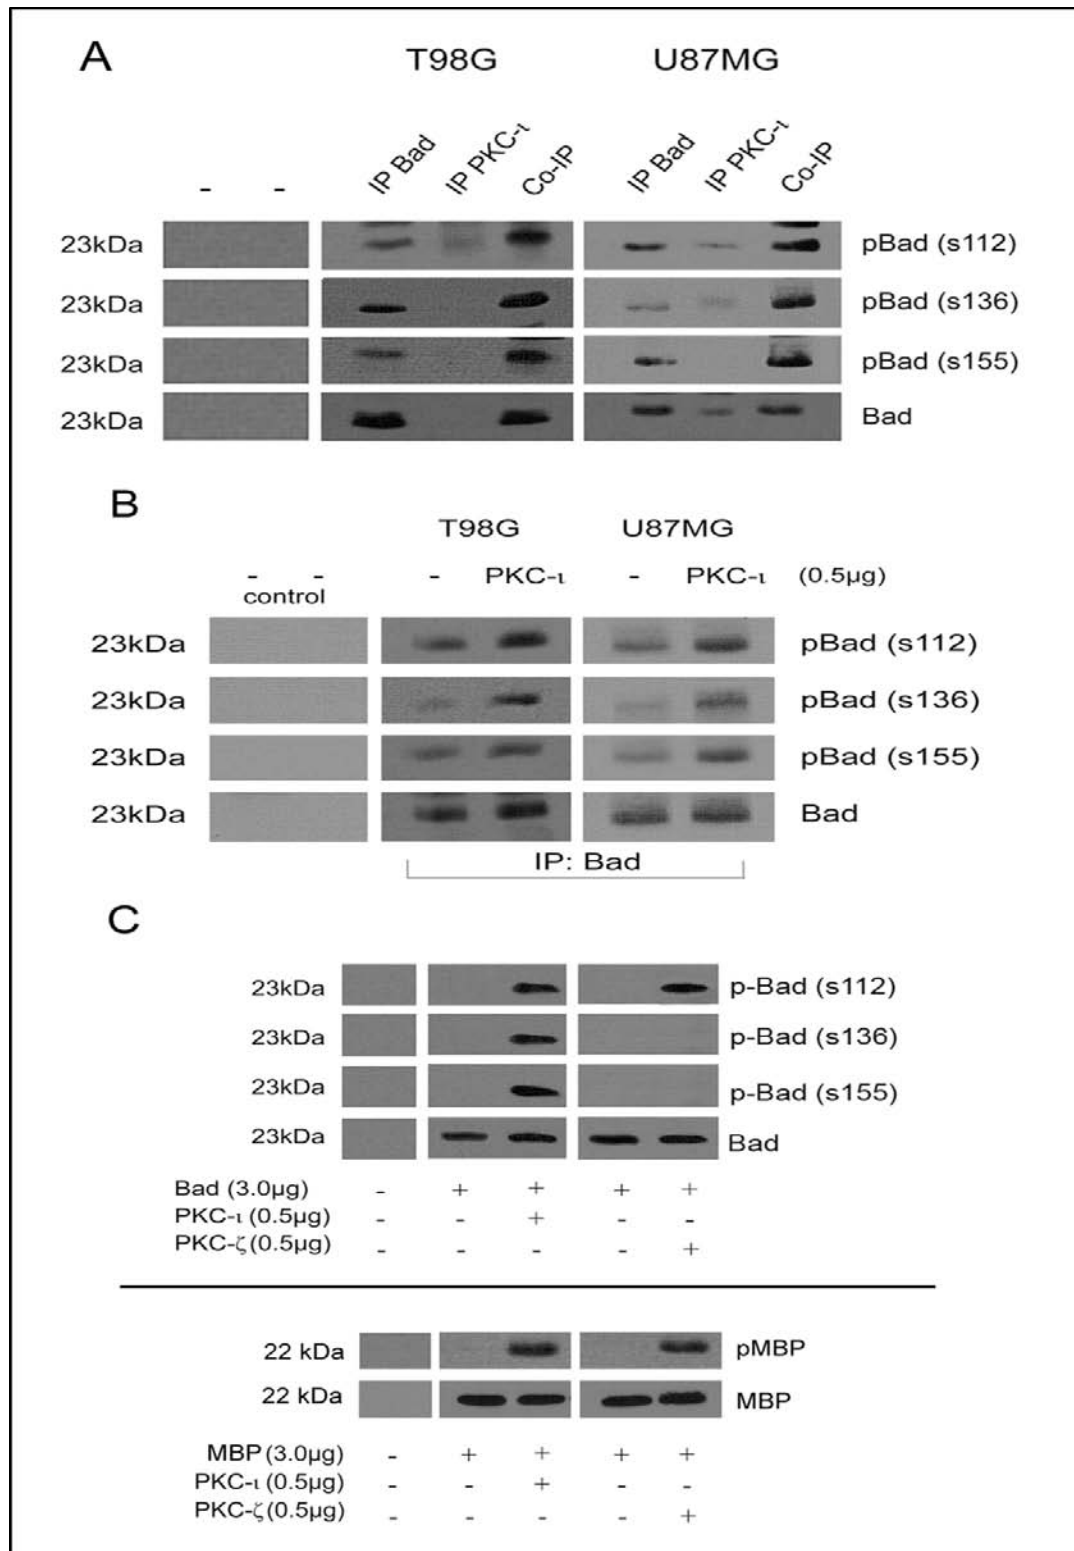 A
T98G U87MG
IP Bad IP PKC-ι Co-IP IP Bad IP PKC-ι Co-IP
- -
23kDa pBad (s112)
23kDa pBad (s136)
23kDa pBad (s155)
23kDa Bad
B
T98G U87MG
- - - PKC-ι - PKC-ι (0.5µg)
control
23kDa pBad (s112)
23kDa pBad (s136)
23kDa pBad (s155)
23kDa Bad
IP: Bad
C
23kDa p-Bad (s112)
23kDa p-Bad (s136)
23kDa p-Bad (s155)
23kDa Bad
Bad (3.0µg) - + + + +
PKC-ι (0.5µg) - - + - -
PKC-ζ (0.5µg) - - - - +
22 kDa pMBP
22 kDa MBP
MBP (3.0µg) - + + + +
PKC-ι (0.5µg) - - + - -
PKC-ζ (0.5µg) - - - - +